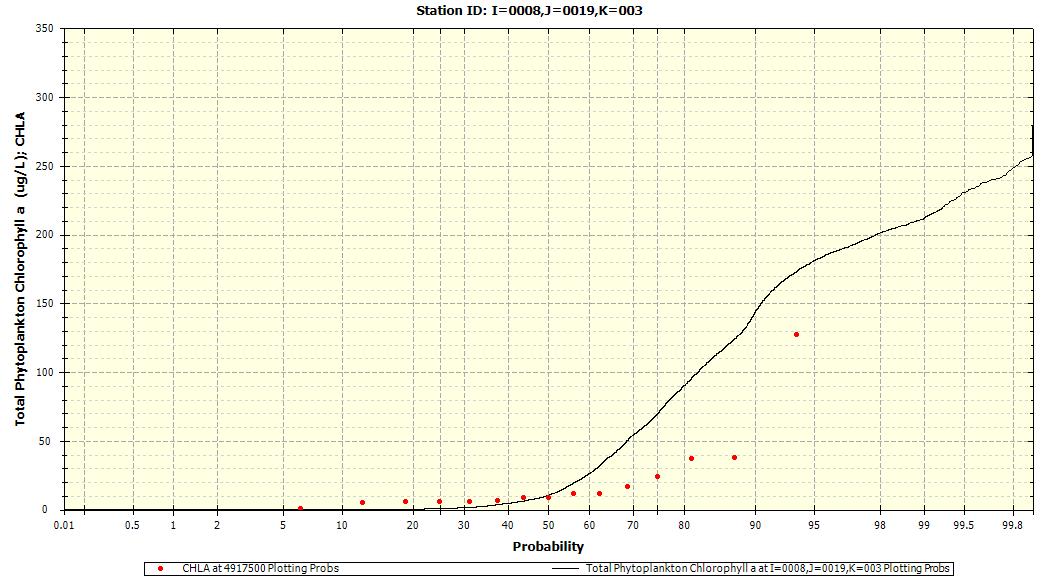 Station ID: I=0008,J=0019,K=003
Total Phytoplankton Chlorophyll a (ug/L); CHLA
350
300
250
200
150
100
50
0
0.01 0.5 1 2 5 10 20 30 40 50 60 70 80 90 95 98 99 99.5 99.8
Probability
CHLA at 4917500 Plotting Probs
Total Phytoplankton Chlorophyll a at I=0008,J=0019,K=003 Plotting Probs